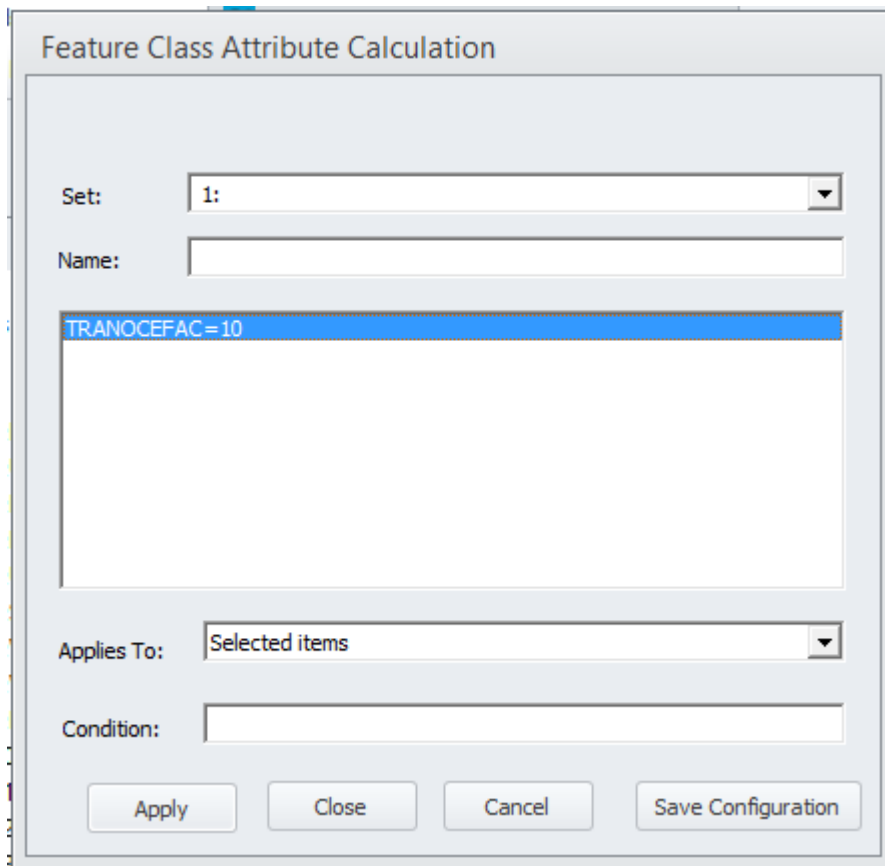 Feature Class Attribute Calculation
Set: 1:
Name:
TRANOCEFAC=10
Applies To: Selected items
Condition:
Apply Close Cancel Save Configuration